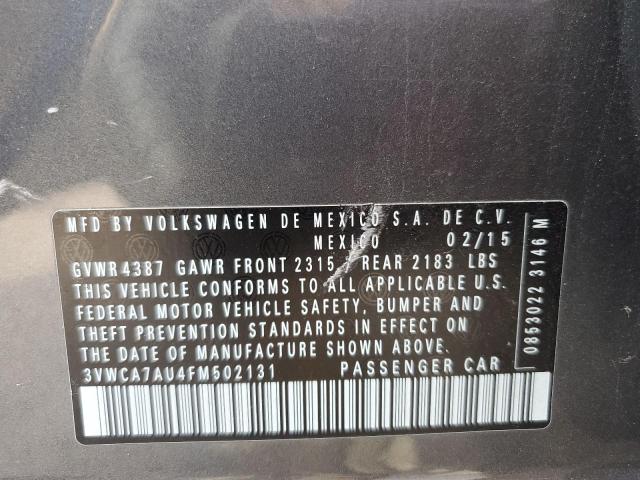 MFD BY VOLKSWAGEN DE MEXICO S.A. DE C.V.
MEXICO 02/15
GVWR 4387 GAWR FRONT 2315 REAR 2183 LBS
THIS VEHICLE CONFORMS TO ALL APPLICABLE U.S.
FEDERAL MOTOR VEHICLE SAFETY, BUMPER AND
THEFT PREVENTION STANDARDS IN EFFECT ON
THE DATE OF MANUFACTURE SHOWN ABOVE.
3VWCA7AU4FM502131 PASSENGER CAR
0853022 3146 M